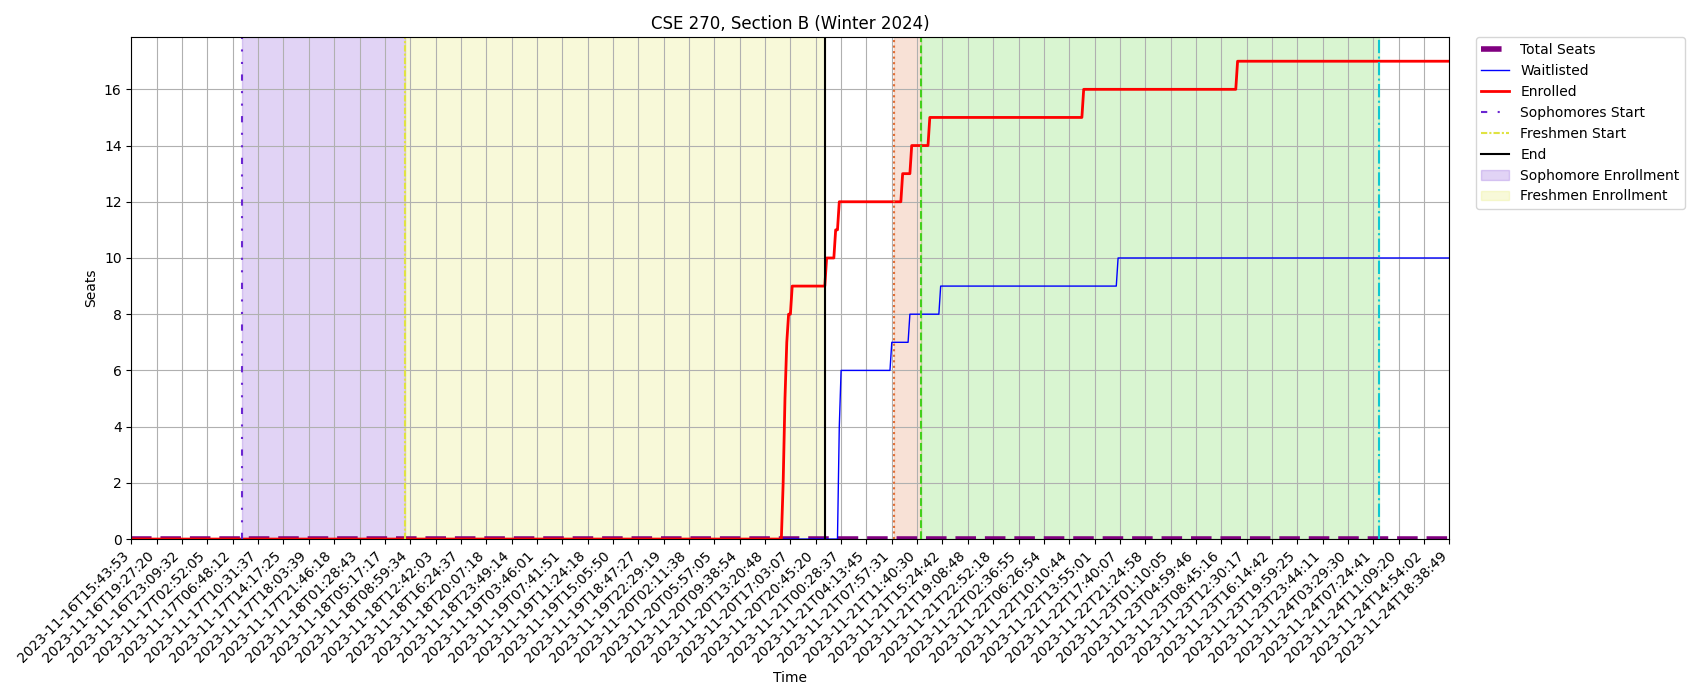 CSE 270, Section B (Winter 2024)
Total Seats
Waitlisted
Enrolled
Sophomores Start
Freshmen Start
End
Sophomore Enrollment
Freshmen Enrollment
Seats
16
14
12
10
8
6
4
2
0
2023-11-16T15:43:53
2023-11-16T19:27:20
2023-11-16T23:09:32
2023-11-17T02:52:05
2023-11-17T06:48:12
2023-11-17T10:31:37
2023-11-17T14:17:25
2023-11-17T18:03:39
2023-11-17T21:46:18
2023-11-18T01:28:43
2023-11-18T05:17:17
2023-11-18T08:59:34
2023-11-18T12:42:03
2023-11-18T16:24:37
2023-11-18T20:07:18
2023-11-18T23:49:14
2023-11-19T03:46:01
2023-11-19T07:41:51
2023-11-19T11:24:18
2023-11-19T15:05:50
2023-11-19T18:47:27
2023-11-19T22:29:19
2023-11-20T02:11:38
2023-11-20T05:57:05
2023-11-20T09:38:54
2023-11-20T13:20:48
2023-11-20T17:03:07
2023-11-20T20:45:20
2023-11-21T00:28:37
2023-11-21T04:13:45
2023-11-21T07:57:31
2023-11-21T11:40:30
2023-11-21T15:24:42
2023-11-21T19:08:48
2023-11-21T22:52:18
2023-11-22T02:36:55
2023-11-22T06:26:54
2023-11-22T10:10:44
2023-11-22T13:55:01
2023-11-22T17:40:07
2023-11-22T21:24:58
2023-11-23T01:10:05
2023-11-23T04:59:46
2023-11-23T08:45:16
2023-11-23T12:30:17
2023-11-23T16:14:42
2023-11-23T19:59:25
2023-11-23T23:44:11
2023-11-24T03:29:30
2023-11-24T07:24:41
2023-11-24T11:09:20
2023-11-24T14:54:02
2023-11-24T18:38:49
Time